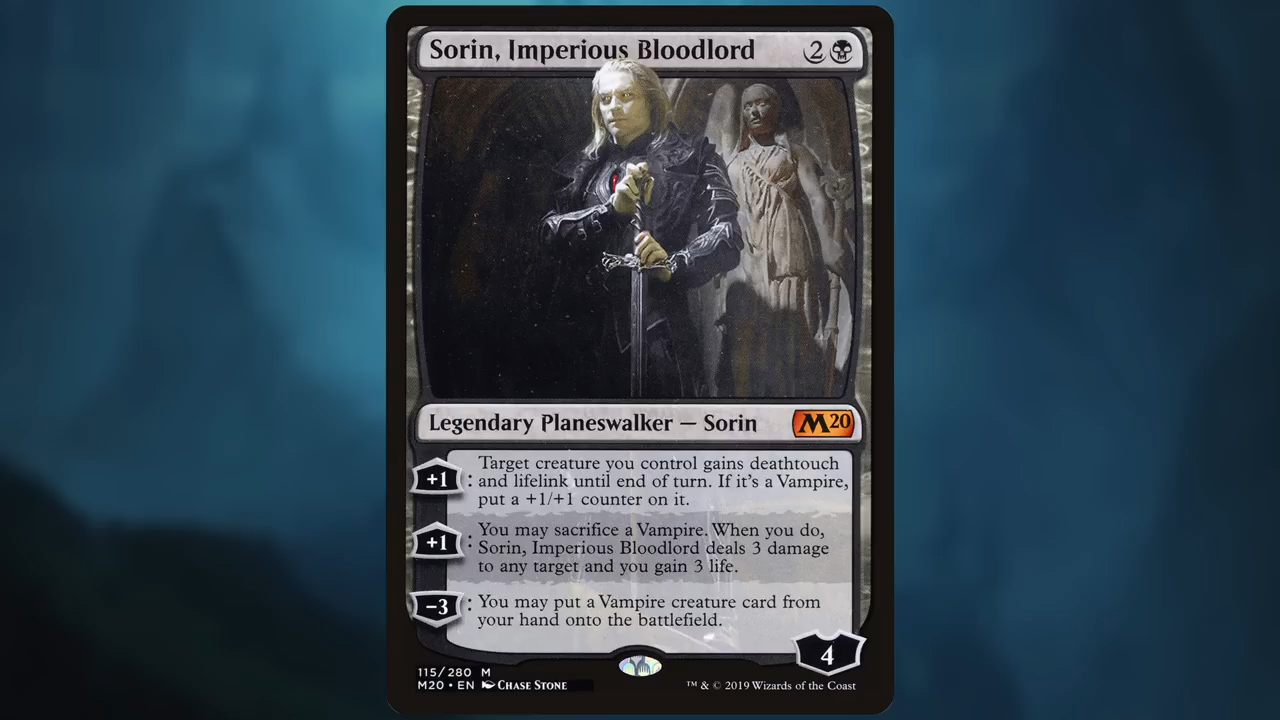 Sorin, Imperious Bloodlord 2
Legendary Planeswalker — Sorin M20
+1: Target creature you control gains deathtouch
and lifelink until end of turn. If it's a Vampire,
put a +1/+1 counter on it.
+1: You may sacrifice a Vampire. When you do,
Sorin, Imperious Bloodlord deals 3 damage
to any target and you gain 3 life.
−3: You may put a Vampire creature card from
your hand onto the battlefield.
4
115/280 M
M20 • EN Chase Stone
™ & © 2019 Wizards of the Coast